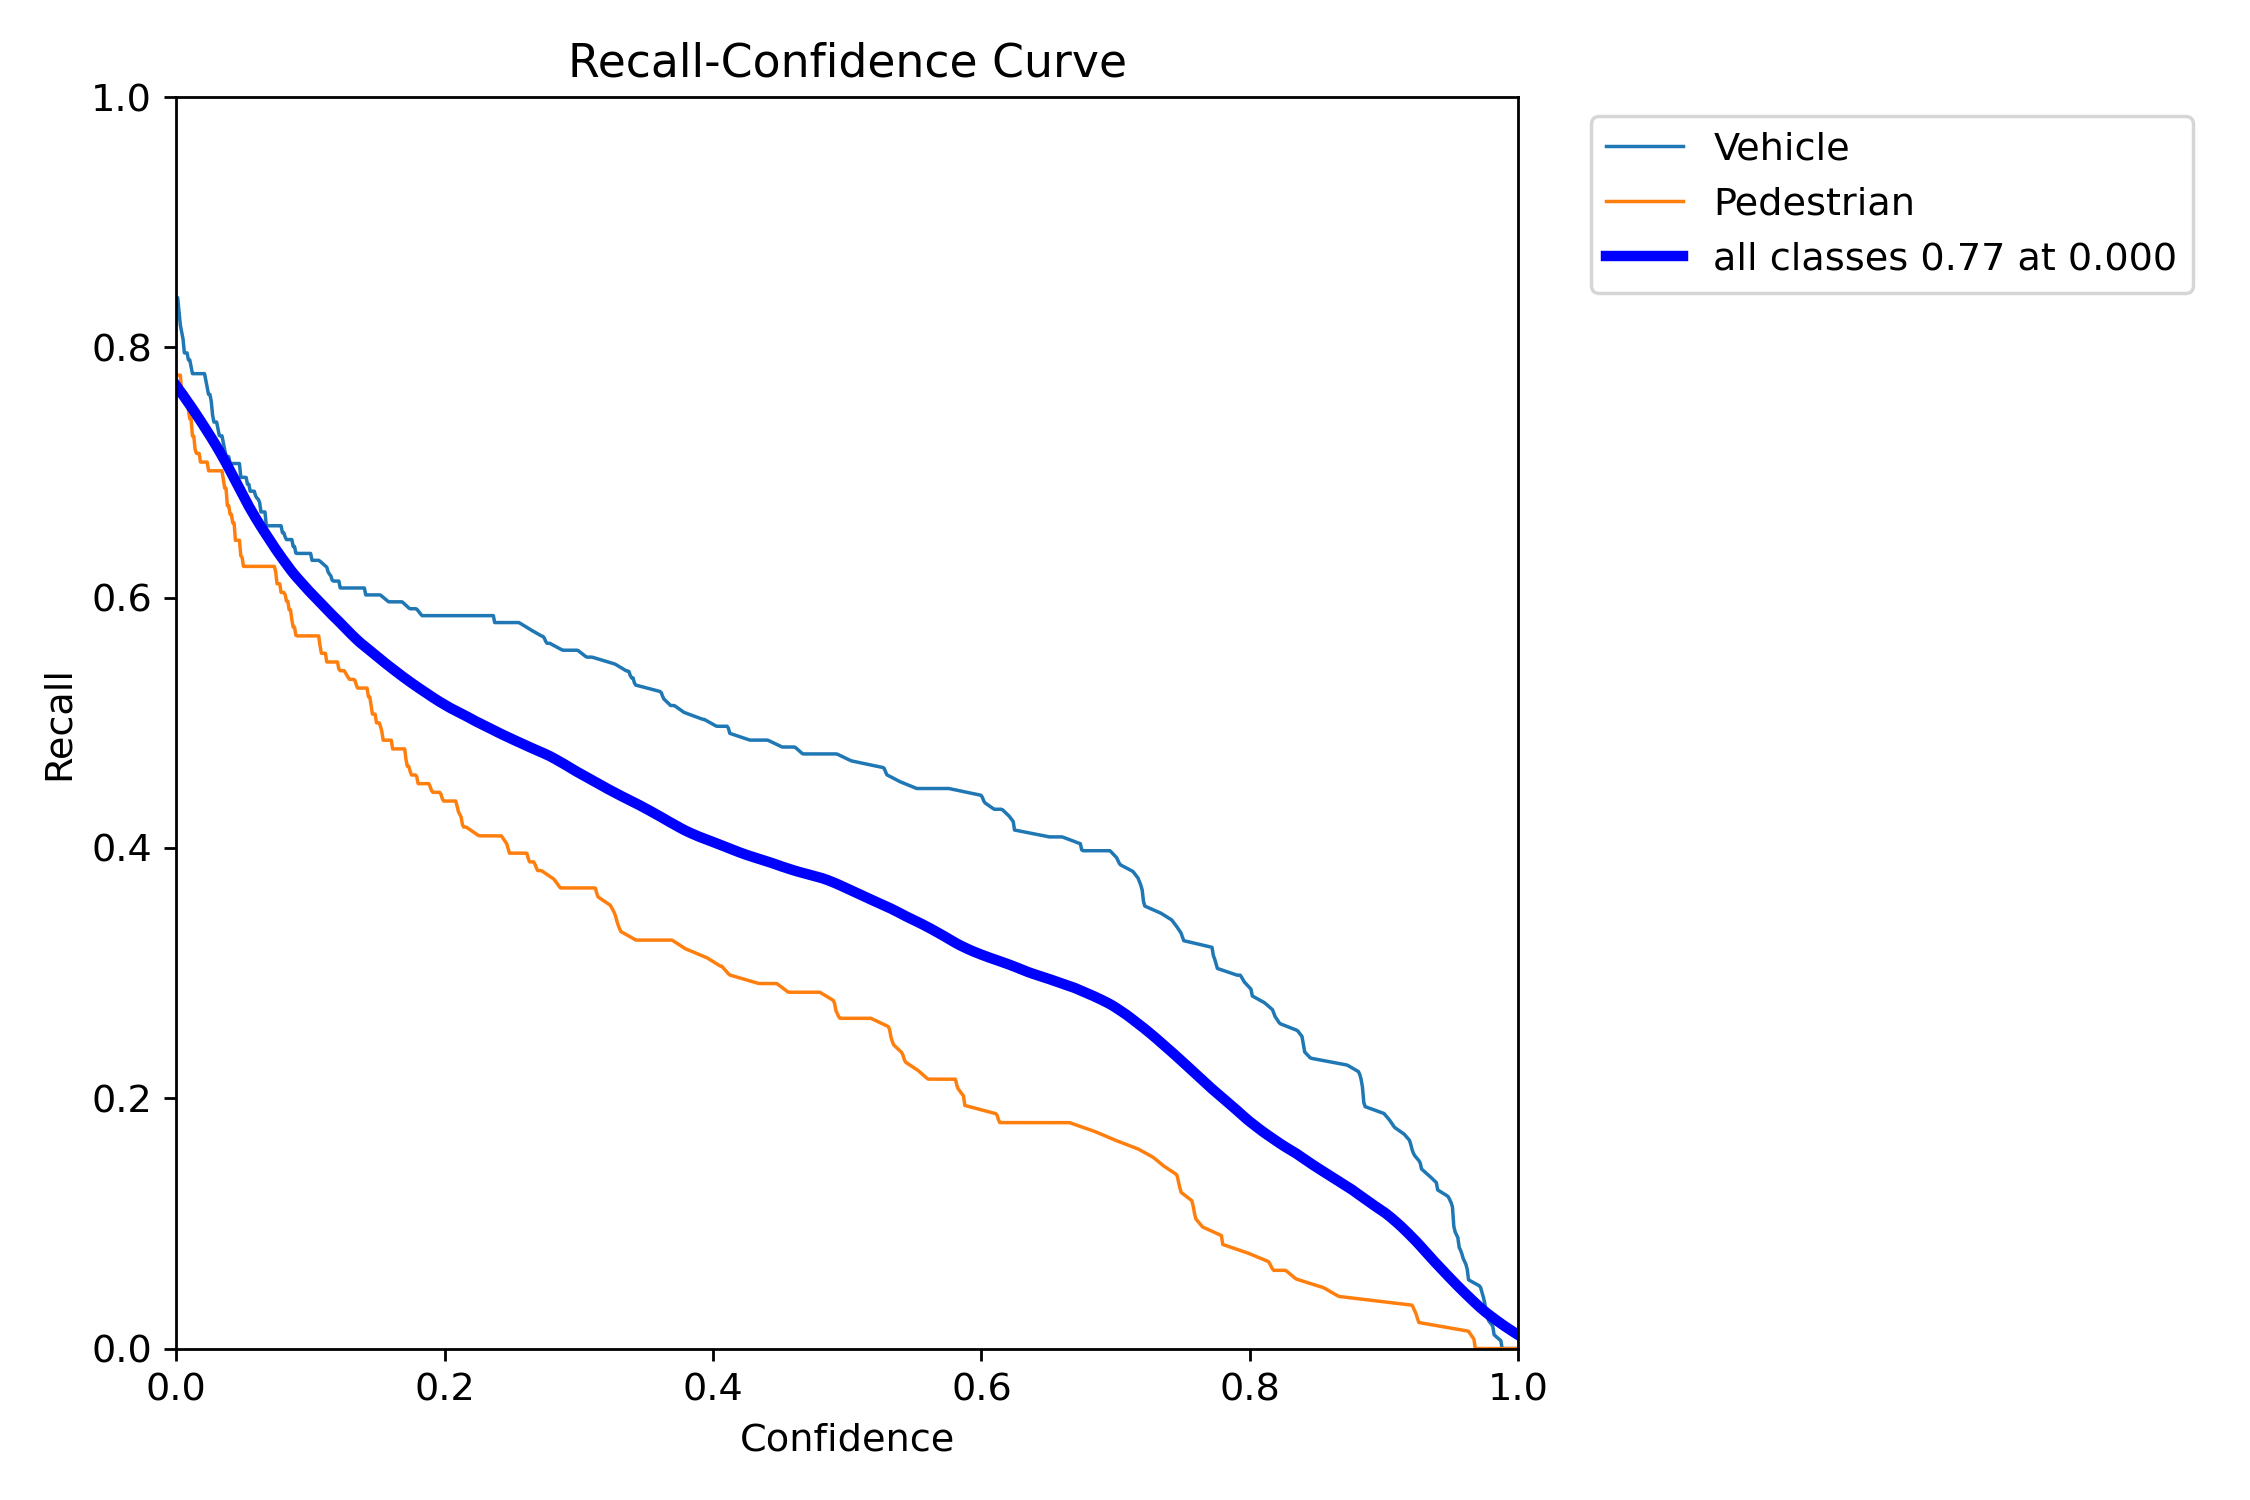 Recall-Confidence Curve
1.0
0.8
0.6
0.4
0.2
0.0
Recall
0.0 0.2 0.4 0.6 0.8 1.0
Confidence
Vehicle
Pedestrian
all classes 0.77 at 0.000